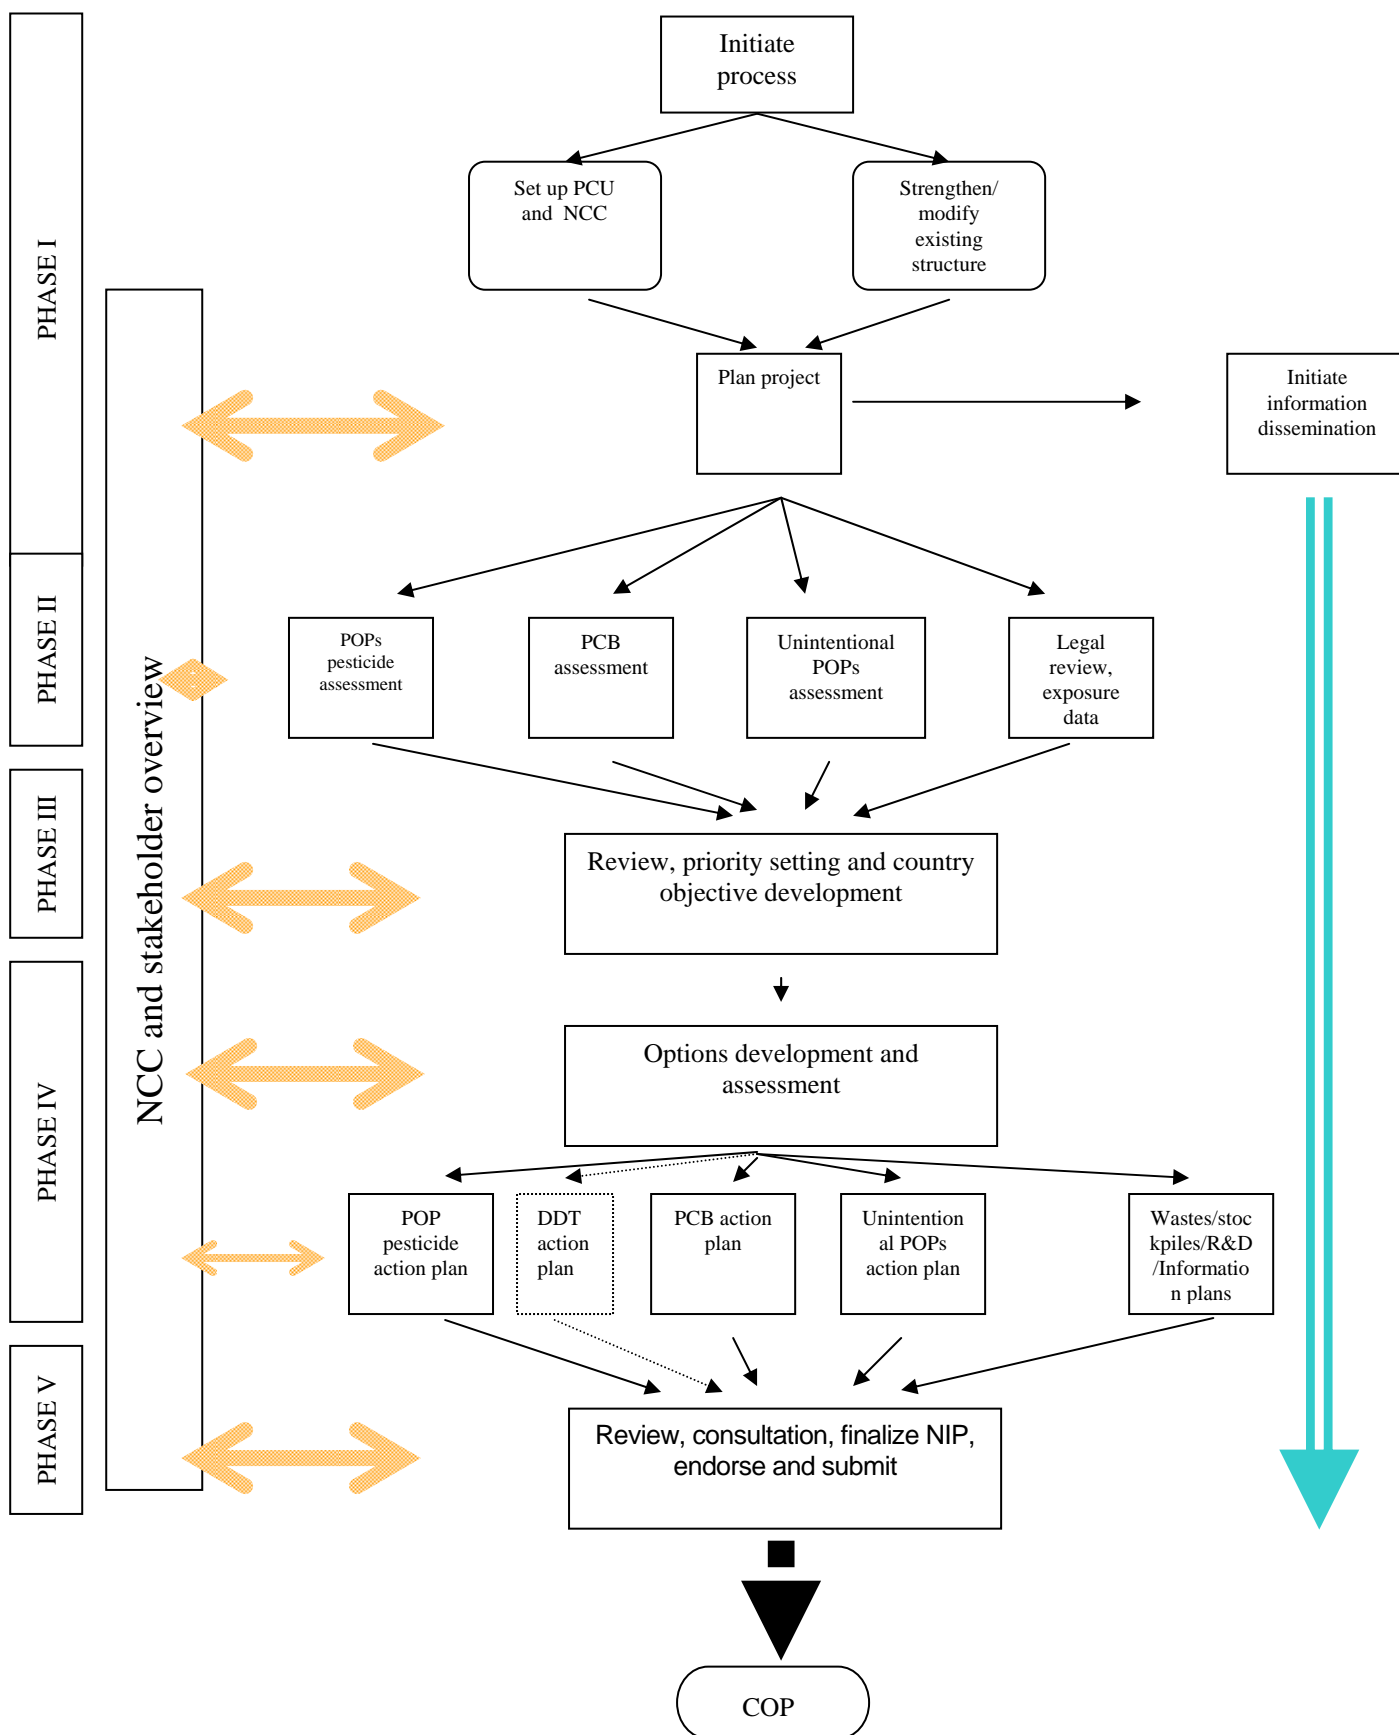 Initiate
process
Set up PCU
and NCC
Strengthen/
modify
existing
structure
PHASE I
Plan project
Initiate
information
dissemination
PHASE II
POPs
pesticide
assessment
PCB
assessment
Unintentional
POPs
assessment
Legal
review,
exposure
data
NCC and stakeholder overview
PHASE III
Review, priority setting and country
objective development
PHASE IV
Options development and
assessment
POP
pesticide
action plan
DDT
action
plan
PCB action
plan
Unintention
al POPs
action plan
Wastes/stoc
kpiles/R&D
/Informatio
n plans
PHASE V
Review, consultation, finalize NIP,
endorse and submit
COP